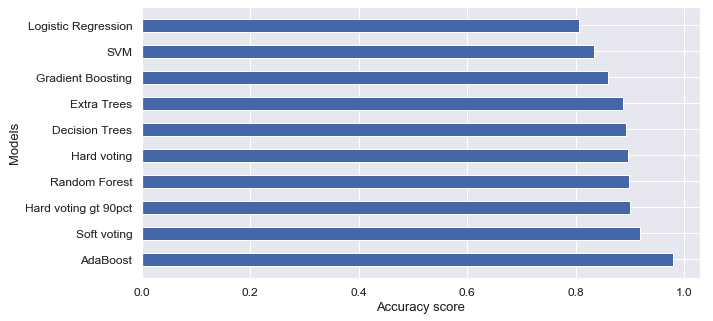 Logistic Regression
SVM
Gradient Boosting
Extra Trees
Decision Trees
Hard voting
Random Forest
Hard voting gt 90pct
Soft voting
AdaBoost
Models
0.0 0.2 0.4 0.6 0.8 1.0
Accuracy score